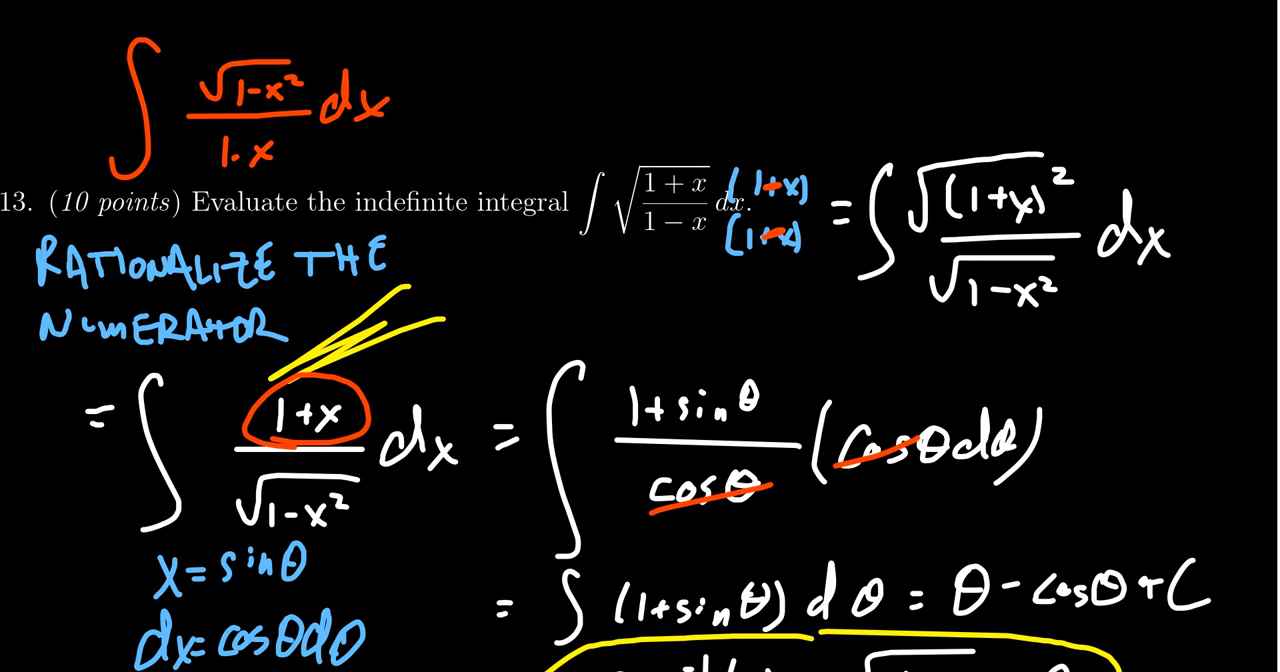 ∫ √(1-x²) / (1-x) dx
13. (10 points) Evaluate the indefinite integral ∫ √((1 + x)/(1 − x)) dx. (1+x)/(1+x) = ∫ √(1+x)² / √(1-x²) dx
RATIONALIZE THE
NUMERATOR
= ∫ (1+x) / √(1-x²) dx = ∫ (1+sinθ) / cosθ (cosθdθ)
x=sinθ
dx=cosθdθ
= ∫ (1+sinθ) dθ = θ - cosθ + C